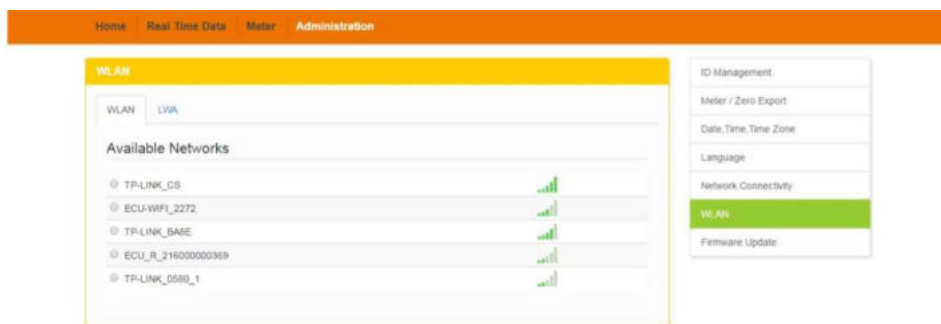 Home Real Time Data Meter Administration
WLAN
WLAN LWA
Available Networks
TP-LINK_CS
ECU-WIFI_2272
TP-LINK_BA8E
ECU_R_216000000369
TP-LINK_0580_1
ID Management
Meter / Zero Export
Date,Time,Time Zone
Language
Network Connectivity
WLAN
Firmware Update